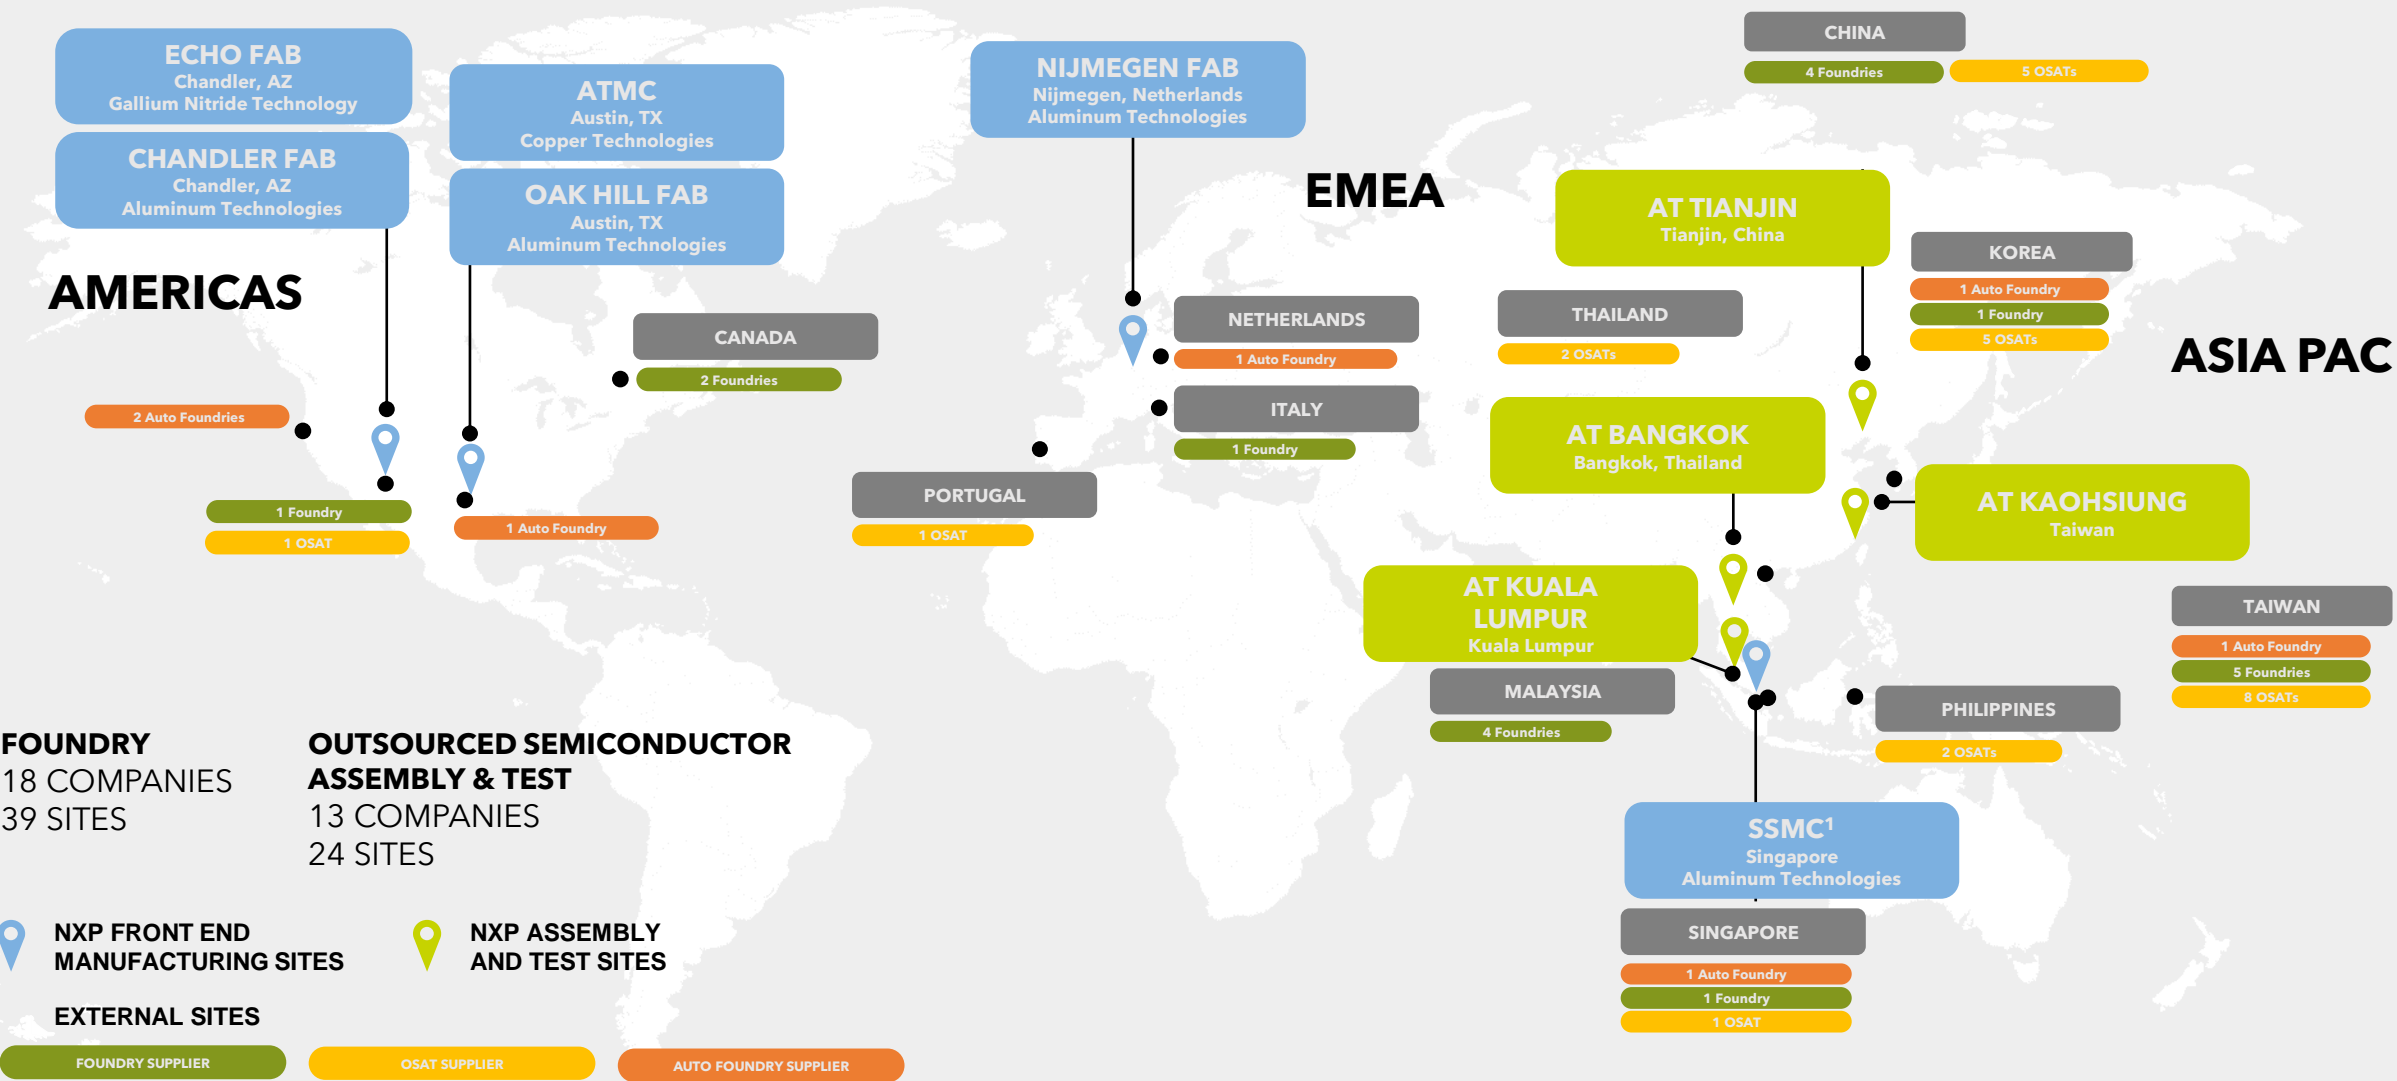 ECHO FAB
Chandler, AZ
Gallium Nitride Technology
CHANDLER FAB
Chandler, AZ
Aluminum Technologies
ATMC
Austin, TX
Copper Technologies
OAK HILL FAB
Austin, TX
Aluminum Technologies
AMERICAS
CANADA
2 Foundries
2 Auto Foundries
1 Foundry
1 OSAT
1 Auto Foundry
NIJMEGEN FAB
Nijmegen, Netherlands
Aluminum Technologies
EMEA
NETHERLANDS
1 Auto Foundry
ITALY
1 Foundry
PORTUGAL
1 OSAT
CHINA
4 Foundries
5 OSATs
AT TIANJIN
Tianjin, China
KOREA
1 Auto Foundry
1 Foundry
5 OSATs
ASIA PAC
THAILAND
2 OSATs
AT BANGKOK
Bangkok, Thailand
AT KAOHSIUNG
Taiwan
AT KUALA
LUMPUR
Kuala Lumpur
MALAYSIA
4 Foundries
TAIWAN
1 Auto Foundry
5 Foundries
8 OSATs
PHILIPPINES
2 OSATs
SSMC¹
Singapore
Aluminum Technologies
SINGAPORE
1 Auto Foundry
1 Foundry
1 OSAT
FOUNDRY
18 COMPANIES
39 SITES
OUTSOURCED SEMICONDUCTOR
ASSEMBLY & TEST
13 COMPANIES
24 SITES
NXP FRONT END
MANUFACTURING SITES
NXP ASSEMBLY
AND TEST SITES
EXTERNAL SITES
FOUNDRY SUPPLIER
OSAT SUPPLIER
AUTO FOUNDRY SUPPLIER